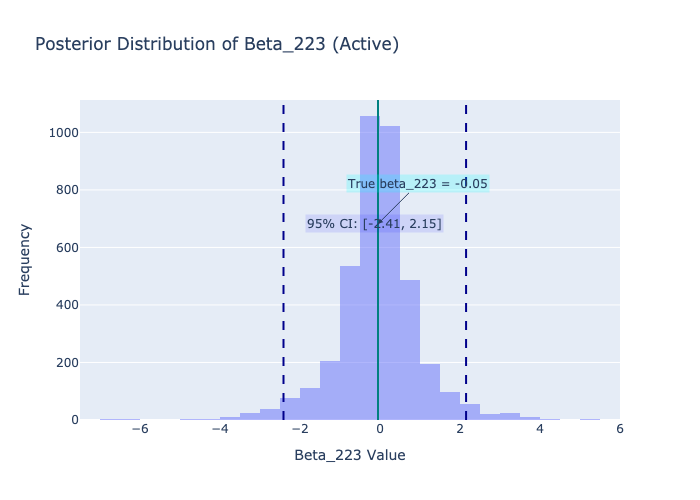 Posterior Distribution of Beta_223 (Active)
1000
800
600
400
200
0
True beta_223 = -0.05
95% CI: [-2.41, 2.15]
−6
−4
−2
0
2
4
6
Beta_223 Value
Frequency